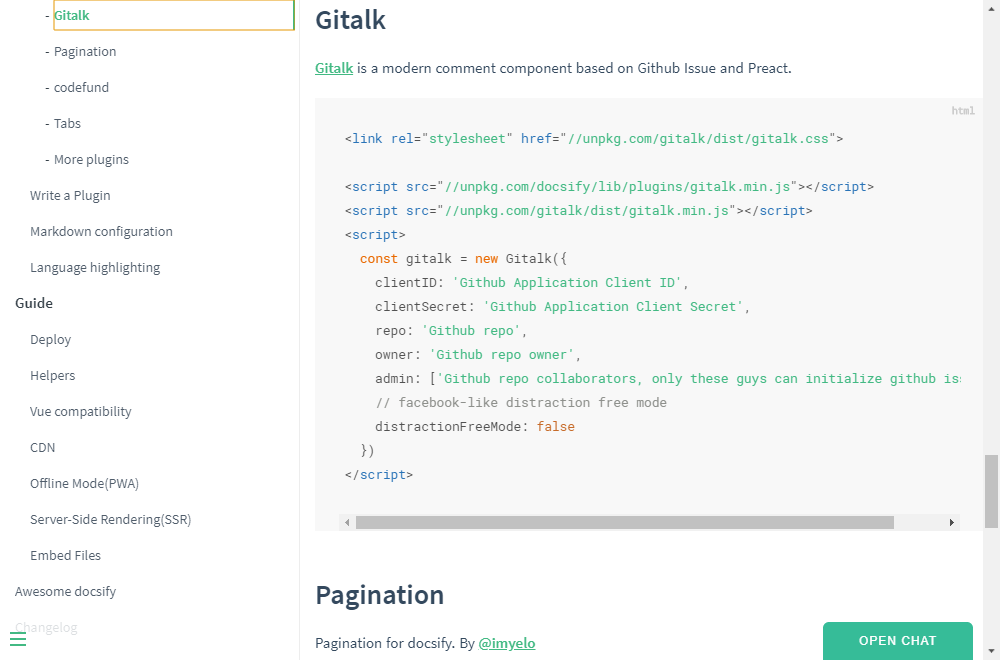 - Gitalk
- Pagination
- codefund
- Tabs
- More plugins
Write a Plugin
Markdown configuration
Language highlighting
Guide
Deploy
Helpers
Vue compatibility
CDN
Offline Mode(PWA)
Server-Side Rendering(SSR)
Embed Files
Awesome docsify
Changelog
Gitalk
Gitalk is a modern comment component based on Github Issue and Preact.
html
<link rel="stylesheet" href="//unpkg.com/gitalk/dist/gitalk.css">
<script src="//unpkg.com/docsify/lib/plugins/gitalk.min.js"></script>
<script src="//unpkg.com/gitalk/dist/gitalk.min.js"></script>
<script>
const gitalk = new Gitalk({
clientID: 'Github Application Client ID',
clientSecret: 'Github Application Client Secret',
repo: 'Github repo',
owner: 'Github repo owner',
admin: ['Github repo collaborators, only these guys can initialize github iss
// facebook-like distraction free mode
distractionFreeMode: false
})
</script>
Pagination
Pagination for docsify. By @imyelo
OPEN CHAT